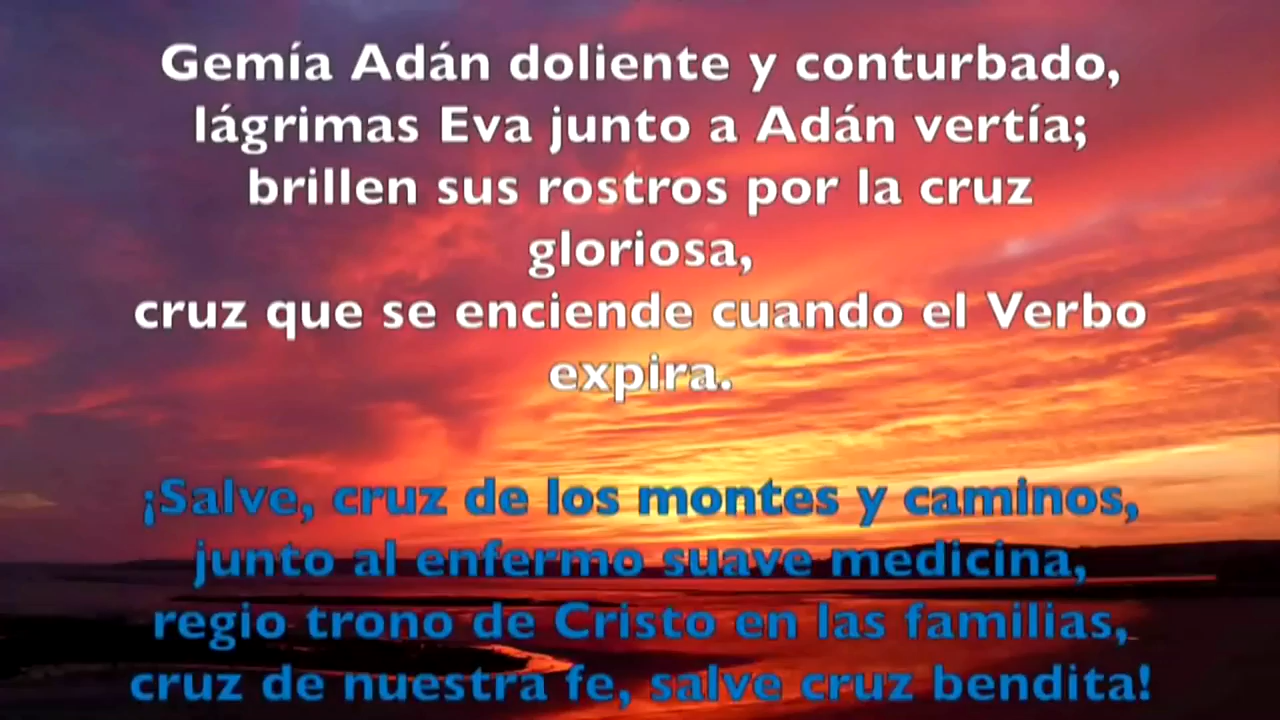 Gemía Adán doliente y conturbado,
lágrimas Eva junto a Adán vertía;
brillen sus rostros por la cruz
gloriosa,
cruz que se enciende cuando el Verbo
expira.
¡Salve, cruz de los montes y caminos,
junto al enfermo suave medicina,
regio trono de Cristo en las familias,
cruz de nuestra fe, salve cruz bendita!